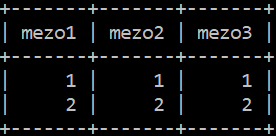 +-------+-------+-------+
| mezo1 | mezo2 | mezo3 |
+-------+-------+-------+
|     1 |     1 |     1 |
|     2 |     2 |     2 |
+-------+-------+-------+